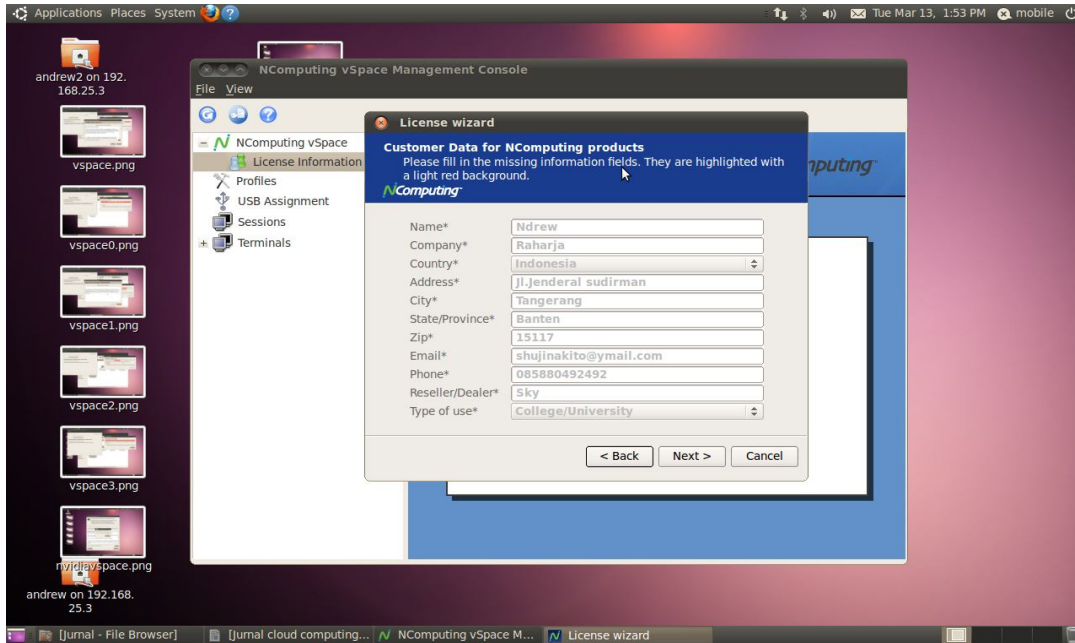 Applications Places System
Tue Mar 13, 1:53 PM mobile
andrew2 on 192.
168.25.3
vspace.png
vspace0.png
vspace1.png
vspace2.png
vspace3.png
nvidiavspace.png
andrew on 192.168.
25.3
NComputing vSpace Management Console
File View
NComputing vSpace
License Information
Profiles
USB Assignment
Sessions
Terminals
License wizard
Customer Data for NComputing products
Please fill in the missing information fields. They are highlighted with
a light red background.
NComputing
Name* Ndrew
Company* Raharja
Country* Indonesia
Address* Jl.Jenderal sudirman
City* Tangerang
State/Province* Banten
Zip* 15117
Email* shujinakito@ymail.com
Phone* 085880492492
Reseller/Dealer* Sky
Type of use* College/University
< Back Next > Cancel
[Jurnal - File Browser] [Jurnal cloud computing... NComputing vSpace M... License wizard